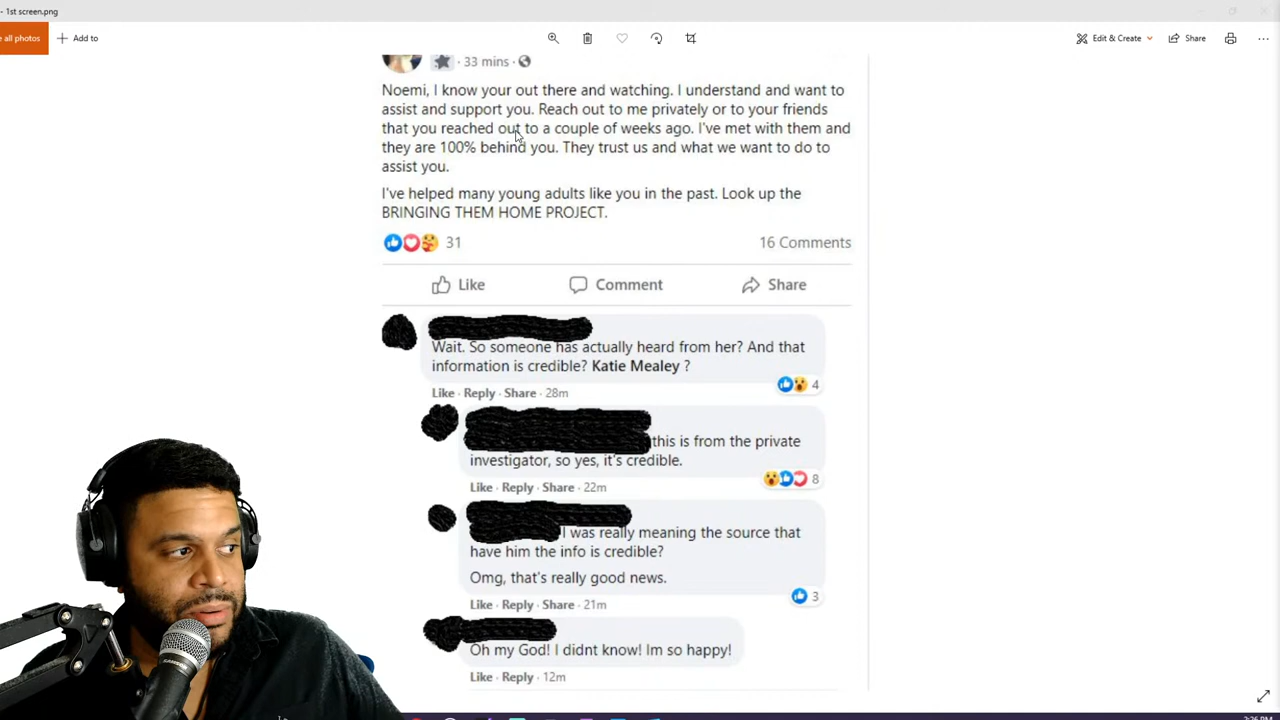 - 1st screen.png
e all photos
Add to
Edit & Create
Share
33 mins ·
Noemi, I know your out there and watching. I understand and want to
assist and support you. Reach out to me privately or to your friends
that you reached out to a couple of weeks ago. I've met with them and
they are 100% behind you. They trust us and what we want to do to
assist you.
I've helped many young adults like you in the past. Look up the
BRINGING THEM HOME PROJECT.
31
16 Comments
Like
Comment
Share
Wait. So someone has actually heard from her? And that
information is credible? Katie Mealey ?
4
Like · Reply · Share · 28m
this is from the private
investigator, so yes, it's credible.
8
Like · Reply · Share · 22m
I was really meaning the source that
have him the info is credible?
Omg, that's really good news.
3
Like · Reply · Share · 21m
Oh my God! I didnt know! Im so happy!
Like · Reply · 12m
SAMSON